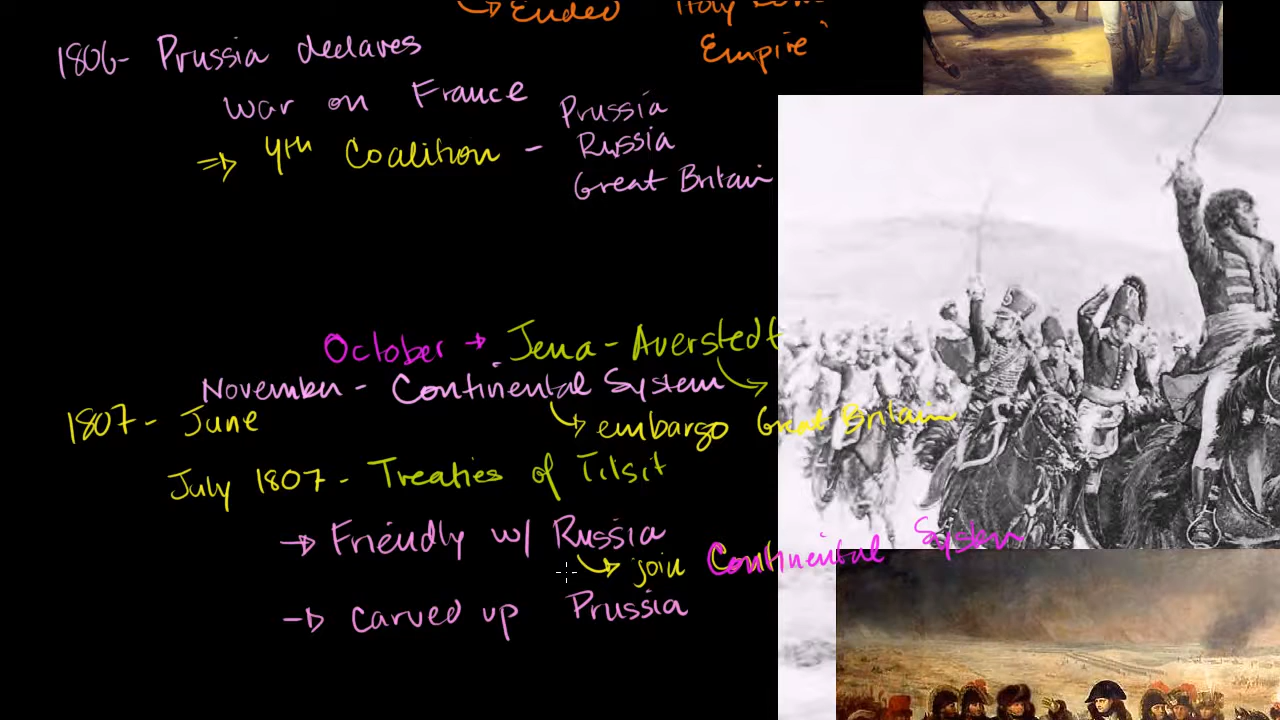 Ended Holy Rom
Empire
1806- Prussia declares
war on France
⇒ 4th Coalition - Prussia
Russia
Great Britain
October → Jena - Averstedt
November - Continental System
1807 - June
↳ embargo Great Britain
July 1807 - Treaties of Tilsit
→ Friendly w/ Russia
↳ join Continental System
→ Carved up Prussia